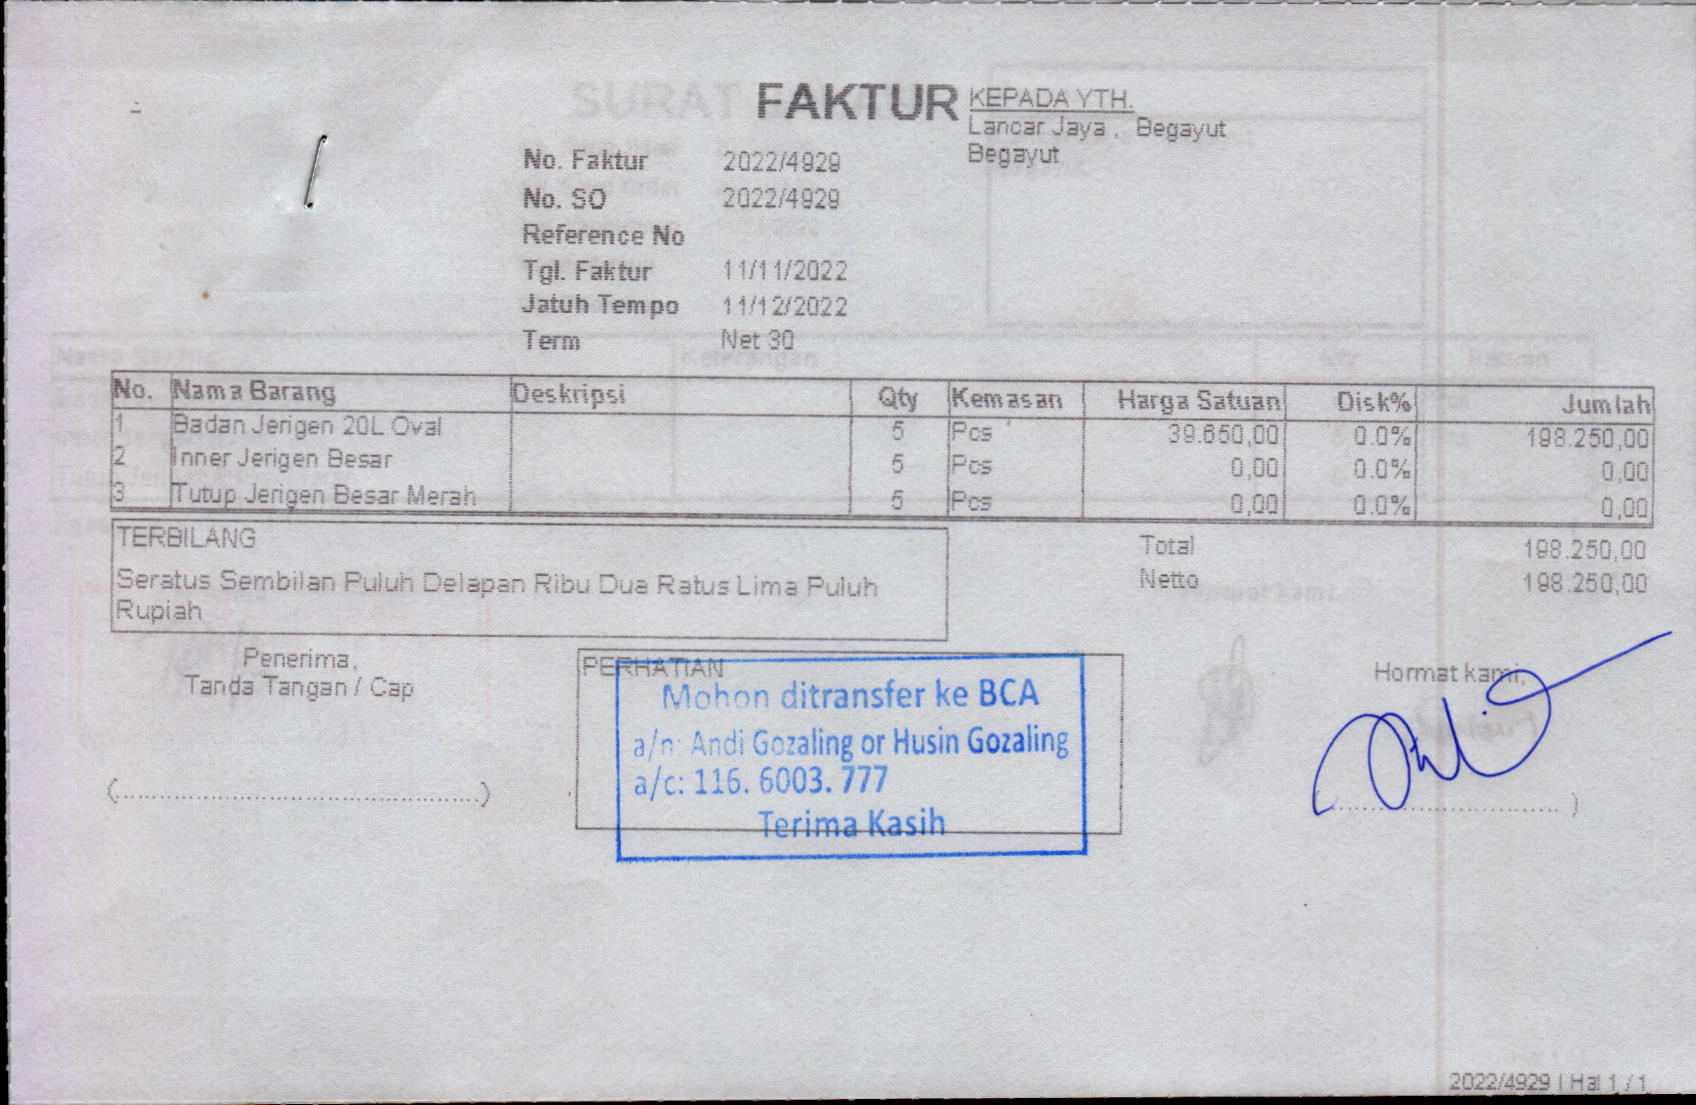 FAKTUR
KEPADA YTH.
Lancar Jaya , Begayut
Begayut
No. Faktur 2022/4929
No. SO 2022/4929
Reference No
Tgl. Faktur 11/11/2022
Jatuh Tempo 11/12/2022
Term Net 30
No. Nama Barang Deskripsi Qty Kemasan Harga Satuan Disk% Jumlah
1 Badan Jerigen 20L Oval 5 Pcs 39.650,00 0.0% 198.250,00
2 Inner Jerigen Besar 5 Pcs 0,00 0.0% 0,00
3 Tutup Jerigen Besar Merah 5 Pcs 0,00 0.0% 0,00
TERBILANG
Seratus Sembilan Puluh Delapan Ribu Dua Ratus Lima Puluh
Rupiah
Total 198.250,00
Netto 198.250,00
Penerima,
Tanda Tangan / Cap
(.................................................)
PERHATIAN
Mohon ditransfer ke BCA
a/n: Andi Gozaling or Husin Gozaling
a/c: 116. 6003. 777
Terima Kasih
Hormat kami,
2022/4929 | Hal 1 / 1